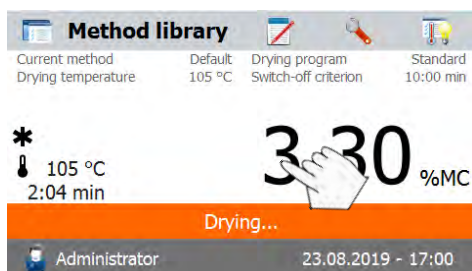 Method library
Current method Default Drying program Standard
Drying temperature 105 °C Switch-off criterion 10:00 min
* 3.30 %MC
105 °C
2:04 min
Drying...
Administrator 23.08.2019 - 17:00